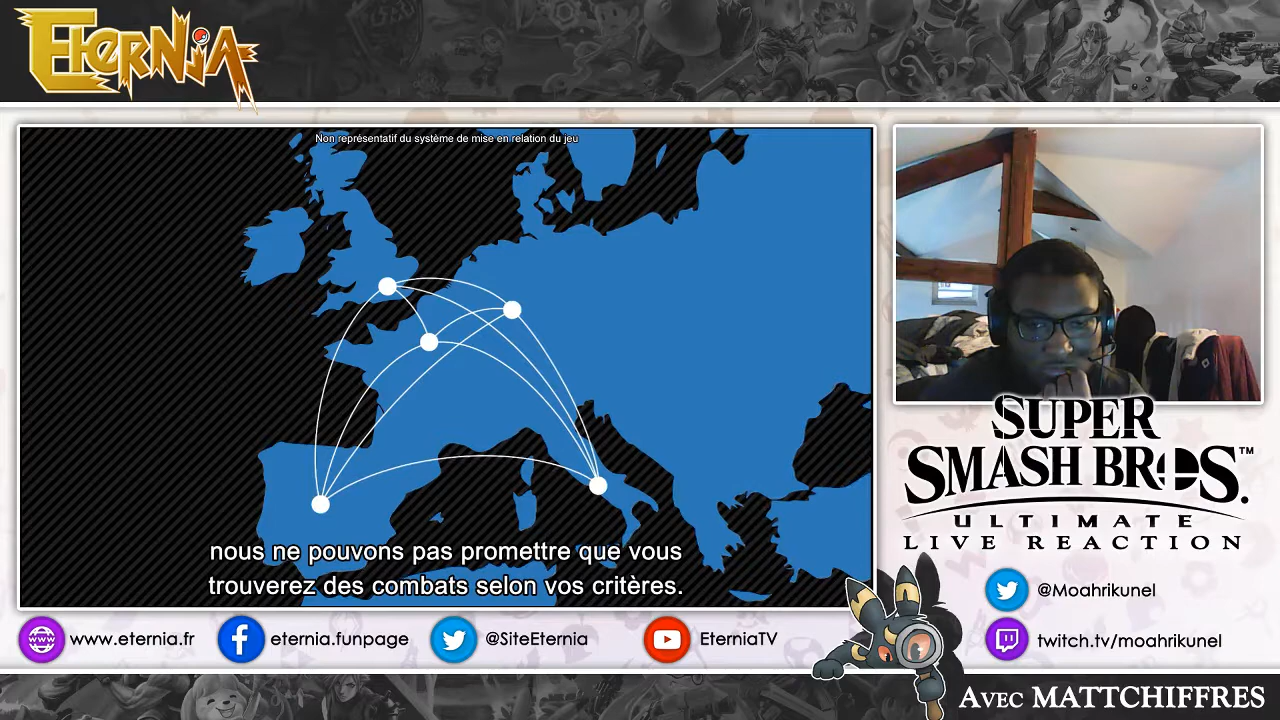 ETERNIA
Non représentatif du système de mise en relation du jeu
nous ne pouvons pas promettre que vous
trouverez des combats selon vos critères.
SUPER
SMASH BROS.™
ULTIMATE
LIVE REACTION
@Moahrikunel
twitch.tv/moahrikunel
www
www.eternia.fr
eternia.funpage
@SiteEternia
EterniaTV
AVEC MATTCHIFFRES